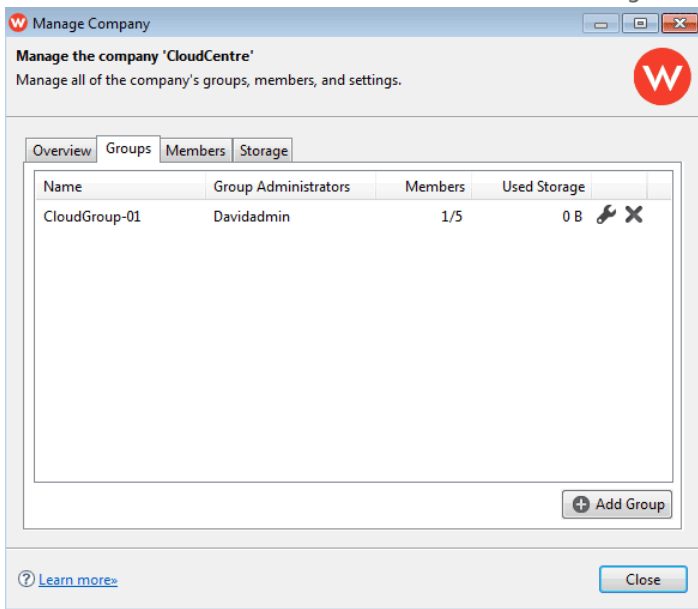 Manage Company
Manage the company 'CloudCentre'
Manage all of the company's groups, members, and settings.
W
Overview Groups Members Storage
Name Group Administrators Members Used Storage
CloudGroup-01 Davidadmin 1/5 0 B
Add Group
Learn more»
Close